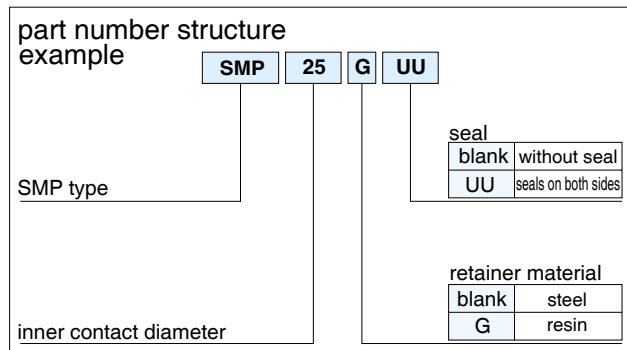 part number structure
example
SMP 25 G UU
seal
blank without seal
UU seals on both sides
SMP type
retainer material
blank steel
G resin
inner contact diameter